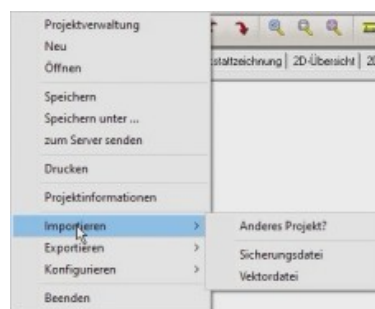 Projektverwaltung
Neu
Öffnen
stattzeichnung | 2D-Übersicht | 2D
Speichern
Speichern unter ...
zum Server senden
Drucken
Projektinformationen
Importieren >
Anderes Projekt?
Exportieren >
Sicherungsdatei
Konfigurieren >
Vektordatei
Beenden